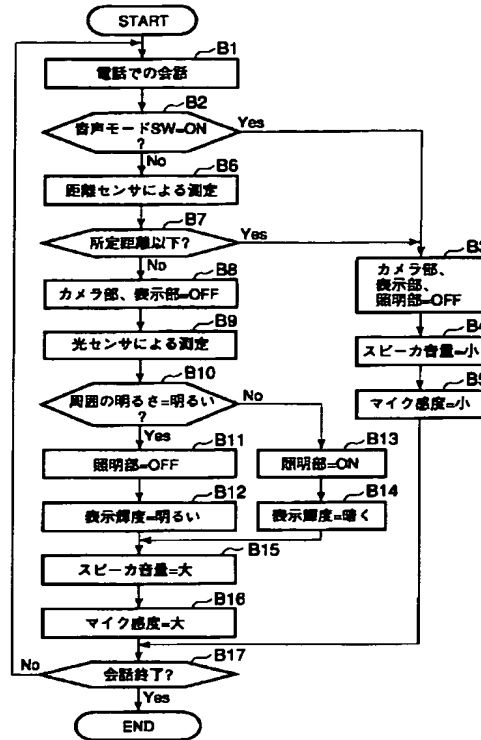 START
B1
電話での会話
B2
音声モードSW=ON
?
Yes
No
B6
距離センサによる測定
B7
所定距離以下?
Yes
No
B8
カメラ部、表示部=OFF
B9
光センサによる測定
B10
周囲の明るさ=明るい
?
No
Yes
B11
照明部=OFF
B12
表示輝度=明るい
B13
照明部=ON
B14
表示輝度=暗く
B3
カメラ部、
表示部、
照明部=OFF
B4
スピーカ音量=小
B5
マイク感度=小
B15
スピーカ音量=大
B16
マイク感度=大
B17
会話終了?
No
Yes
END